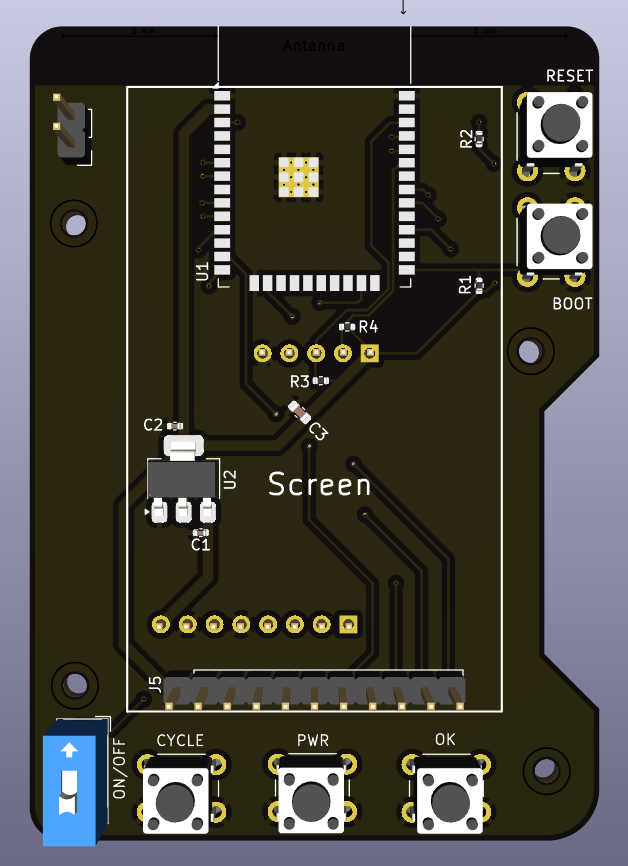 5 mm
5 mm
Antenna
RESET
R2
U1
R1
BOOT
R4
R3
C3
C2
U2
Screen
C1
J5
ON/OFF
CYCLE
PWR
OK